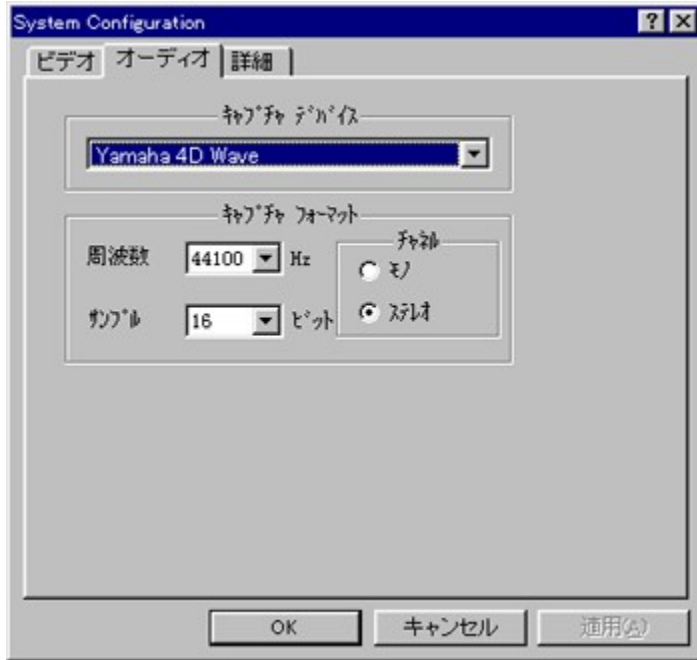 System Configuration
ビデオ オーディオ 詳細
ｷｬﾌﾟﾁｬ ﾃﾞﾊﾞｲｽ
Yamaha 4D Wave
ｷｬﾌﾟﾁｬ ﾌｫｰﾏｯﾄ
周波数 44100 Hz
ｻﾝﾌﾟﾙ 16 ﾋﾞｯﾄ
ﾁｬﾈﾙ
ﾓﾉ
ｽﾃﾚｵ
OK キャンセル 適用(A)